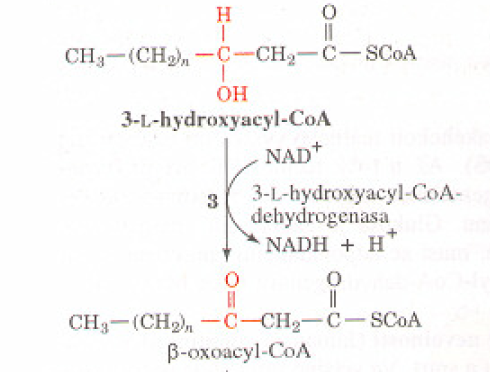 H O
CH₃—(CH₂)ₙ—C—CH₂—C—SCoA
OH
3-L-hydroxyacyl-CoA
NAD⁺
3 3-L-hydroxyacyl-CoA-
dehydrogenasa
NADH + H⁺
O O
CH₃—(CH₂)ₙ—C—CH₂—C—SCoA
β-oxoacyl-CoA